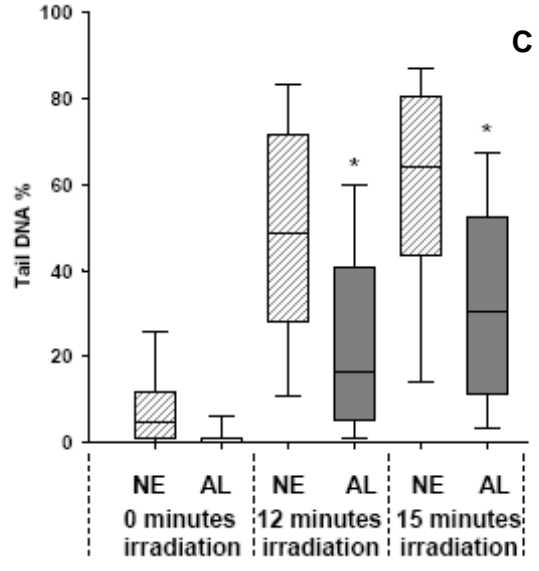 C
100
80
60
40
20
0
Tail DNA %
*
*
NE AL NE AL NE AL
0 minutes irradiation
12 minutes irradiation
15 minutes irradiation